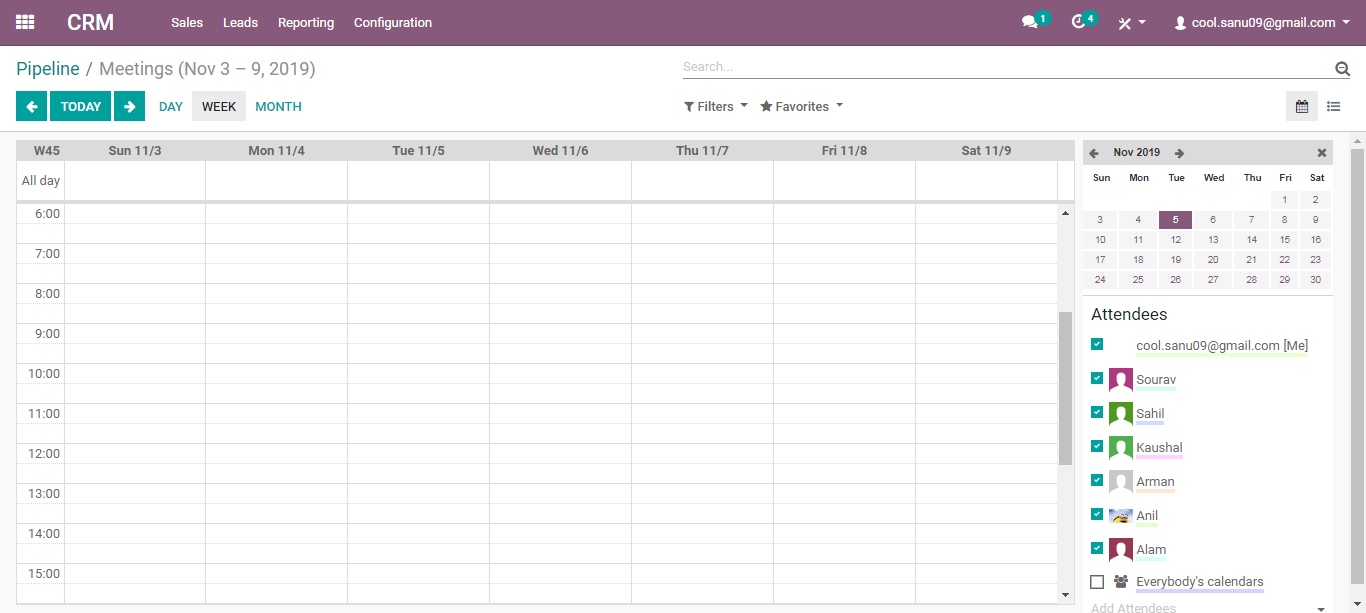 CRM Sales Leads Reporting Configuration 1 4 cool.sanu09@gmail.com
Pipeline / Meetings (Nov 3 – 9, 2019) Search...
TODAY DAY WEEK MONTH Filters Favorites
W45 Sun 11/3 Mon 11/4 Tue 11/5 Wed 11/6 Thu 11/7 Fri 11/8 Sat 11/9
All day
6:00
7:00
8:00
9:00
10:00
11:00
12:00
13:00
14:00
15:00
Nov 2019
Sun Mon Tue Wed Thu Fri Sat
1 2
3 4 5 6 7 8 9
10 11 12 13 14 15 16
17 18 19 20 21 22 23
24 25 26 27 28 29 30
Attendees
cool.sanu09@gmail.com [Me]
Sourav
Sahil
Kaushal
Arman
Anil
Alam
Everybody's calendars
Add Attendees